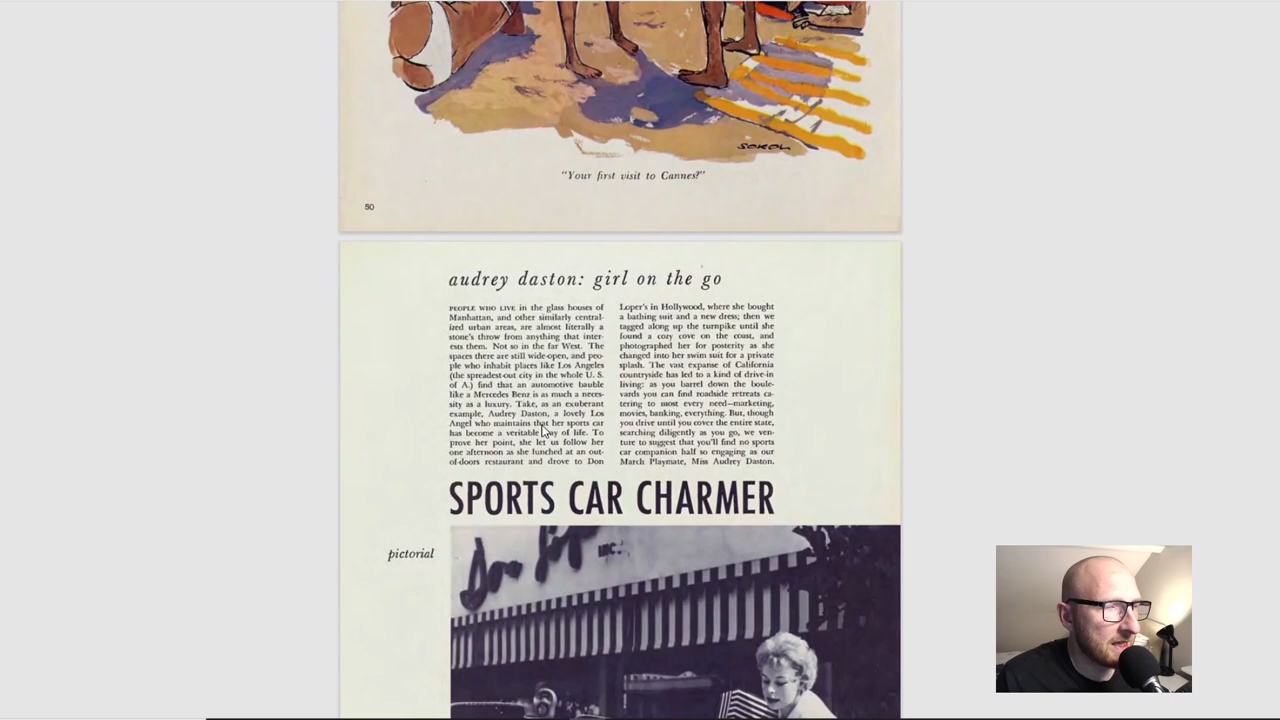 SOKOL
"Your first visit to Cannes?"
50
audrey daston: girl on the go
PEOPLE WHO LIVE in the glass houses of
Manhattan, and other similarly central-
ized urban areas, are almost literally a
stone's throw from anything that inter-
ests them. Not so in the far West. The
spaces there are still wide-open, and peo-
ple who inhabit places like Los Angeles
(the spreadest-out city in the whole U. S.
of A.) find that an automotive bauble
like a Mercedes Benz is as much a neces-
sity as a luxury. Take, as an exuberant
example, Audrey Daston, a lovely Los
Angel who maintains that her sports car
has become a veritable way of life. To
prove her point, she let us follow her
one afternoon as she lunched at an out-
of-doors restaurant and drove to Don
Loper's in Hollywood, where she bought
a bathing suit and a new dress; then we
tagged along up the turnpike until she
found a cozy cove on the coast, and
photographed her for posterity as she
changed into her swim suit for a private
splash. The vast expanse of California
countryside has led to a kind of drive-in
living: as you barrel down the boule-
vards you can find roadside retreats ca-
tering to most every need—marketing,
movies, banking, everything. But, though
you drive until you cover the entire state,
searching diligently as you go, we ven-
ture to suggest that you'll find no sports
car companion half so engaging as our
March Playmate, Miss Audrey Daston.
SPORTS CAR CHARMER
pictorial
Don
INC.